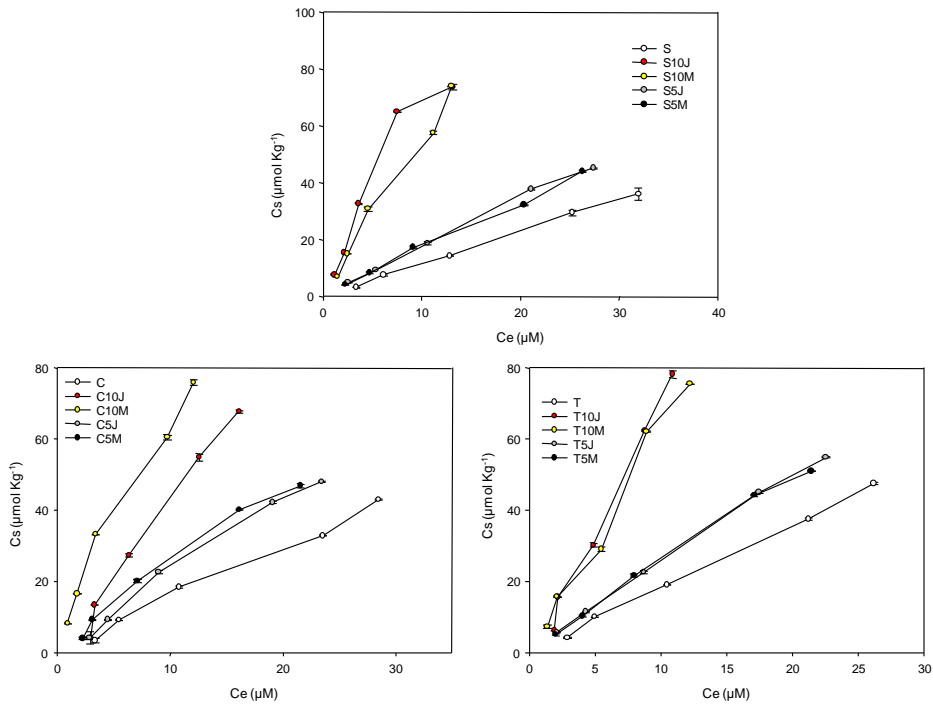 100
80
60
40
20
0
Cs (µmol Kg⁻¹)
0 10 20 30 40
Ce (µM)
S
S10J
S10M
S5J
S5M
80
60
40
20
0
Cs (µmol Kg⁻¹)
0 10 20 30
Ce (µM)
C
C10J
C10M
C5J
C5M
80
60
40
20
0
Cs (µmol Kg⁻¹)
0 5 10 15 20 25 30
Ce (µM)
T
T10J
T10M
T5J
T5M